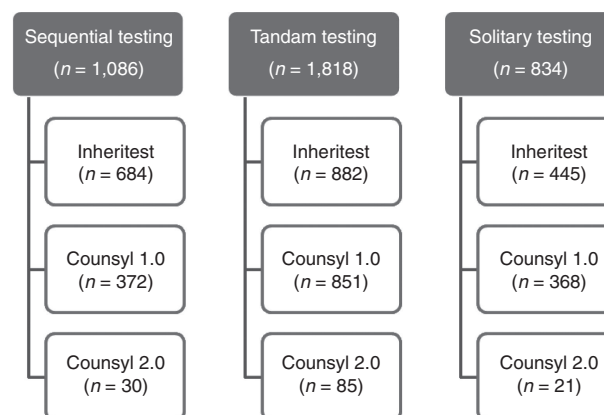 Sequential testing
(n = 1,086)
Inheritest
(n = 684)
Counsyl 1.0
(n = 372)
Counsyl 2.0
(n = 30)
Tandam testing
(n = 1,818)
Inheritest
(n = 882)
Counsyl 1.0
(n = 851)
Counsyl 2.0
(n = 85)
Solitary testing
(n = 834)
Inheritest
(n = 445)
Counsyl 1.0
(n = 368)
Counsyl 2.0
(n = 21)